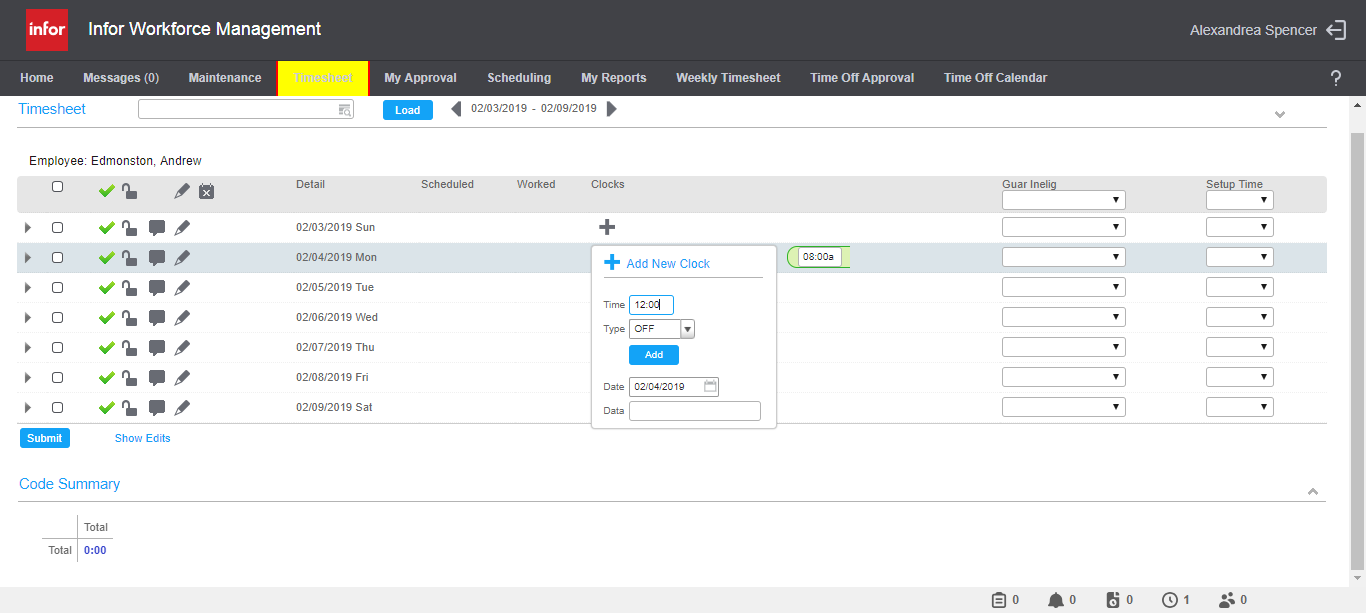 infor Infor Workforce Management Alexandrea Spencer
Home Messages (0) Maintenance Timesheet My Approval Scheduling My Reports Weekly Timesheet Time Off Approval Time Off Calendar ?
Timesheet Load 02/03/2019 - 02/09/2019
Employee: Edmonston, Andrew
Detail Scheduled Worked Clocks Guar Inelig Setup Time
02/03/2019 Sun
02/04/2019 Mon 08:00a
02/05/2019 Tue
02/06/2019 Wed
02/07/2019 Thu
02/08/2019 Fri
02/09/2019 Sat
Add New Clock
Time 12:00
Type OFF
Add
Date 02/04/2019
Data
Submit Show Edits
Code Summary
Total
Total 0:00
0 0 0 1 0